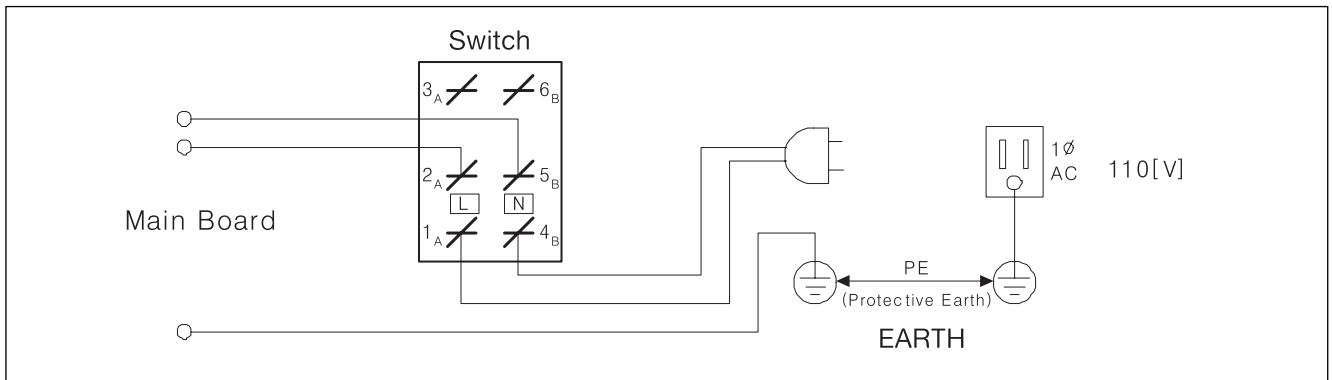 Switch
3A
6B
2A
5B
L
N
1A
4B
Main Board
1Ø
AC
110[V]
PE
(Protective Earth)
EARTH